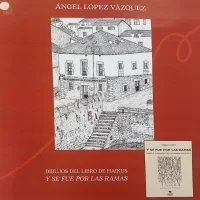 ÁNGEL LÓPEZ VÁZQUEZ
DIBUJOS DEL LIBRO DE HAIKUS
Y SE FUE POR LAS RAMAS
Y SE FUE POR LAS RAMAS